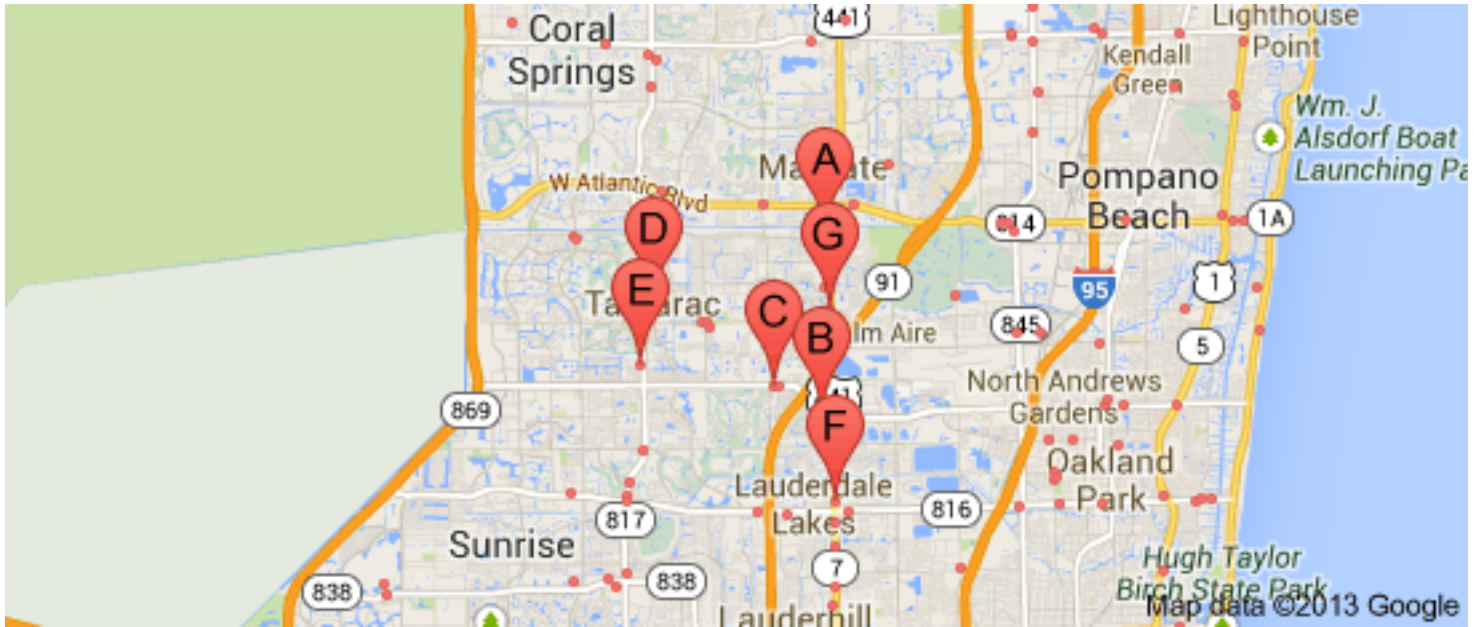 Coral
Springs
441
Lighthouse
Point
Kendall
Green
Wm. J.
Alsdorf Boat
Launching Pa
A
W Atlantic Blvd
Pompano
Beach
D
G
814
1A
E
91
95
1
C
B
lm Aire
845
5
869
North Andrews
Gardens
F
Oakland
Park
Lauderdale
Lakes
816
817
Sunrise
7
838
838
Hugh Taylor
Birch State Park
Lauderhill
Map data ©2013 Google